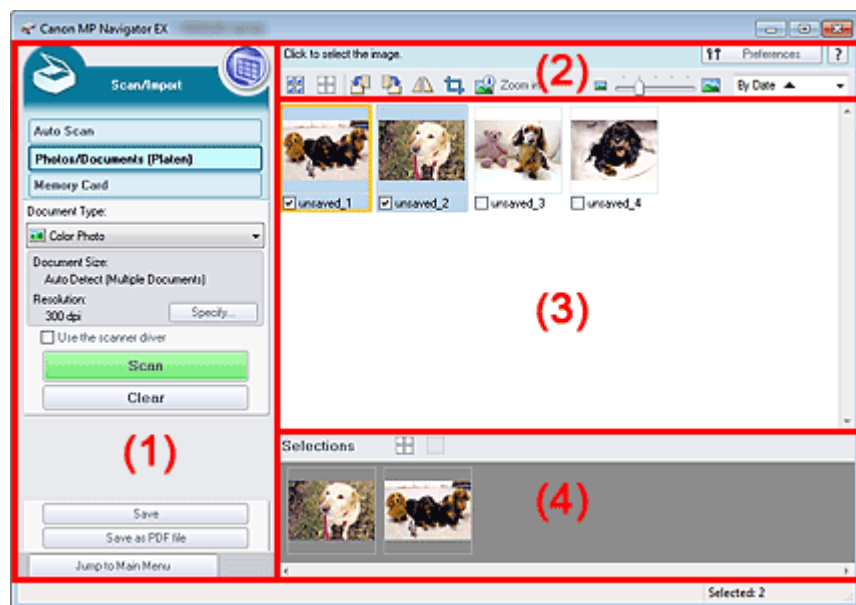 Canon MP Navigator EX
Scan/Import
Auto Scan
Photos/Documents (Platen)
Memory Card
Document Type:
Color Photo
Document Size:
Auto Detect (Multiple Documents)
Resolution:
300 dpi
Specify...
Use the scanner diver
Scan
Clear
(1)
Save
Save as PDF file
Jump to Main Menu
Click to select the image.
Preferences
?
Zoom in
(2)
By Date
unsaved_1
unsaved_2
unsaved_3
unsaved_4
(3)
Selections
(4)
Selected: 2